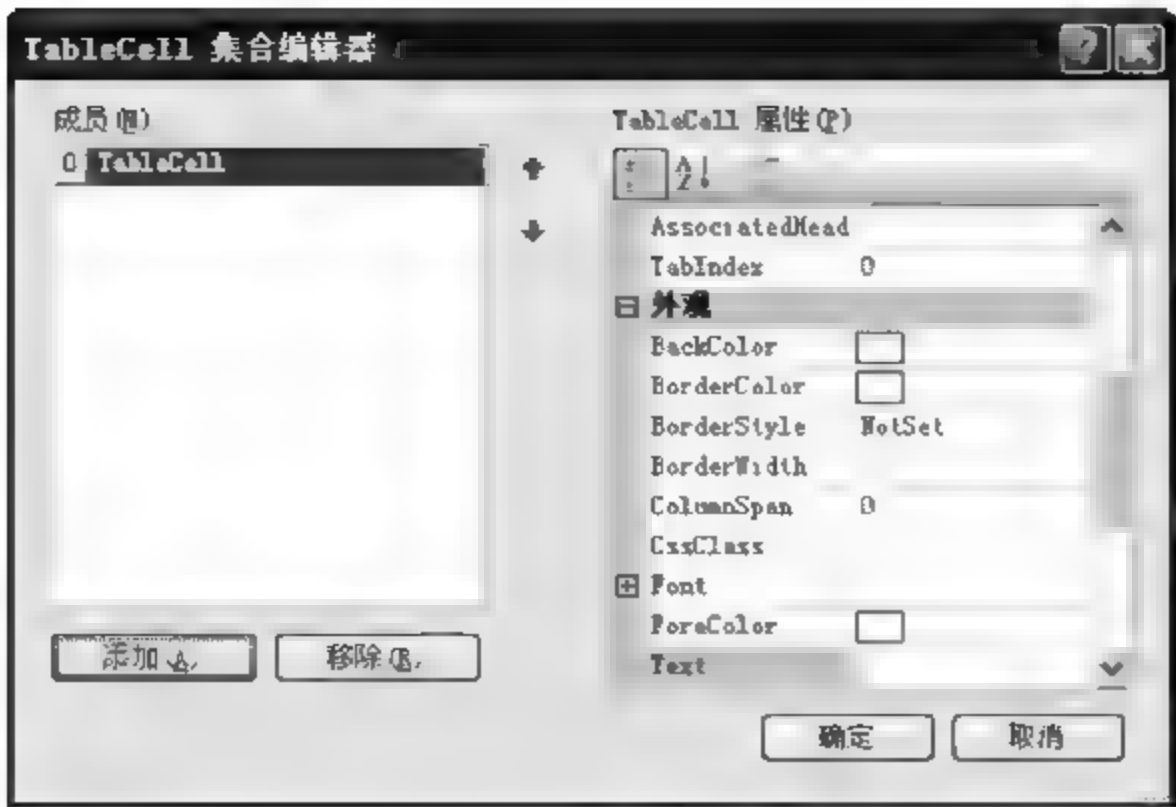 TableCell 集合编辑器
成员(M)
0 TableCell
添加(A)
移除(R)
TableCell 属性(P)
AssociatedHead
TabIndex 0
外观
BackColor
BorderColor
BorderStyle NotSet
BorderWidth
ColumnSpan 0
CssClass
Font
ForeColor
Text
确定
取消